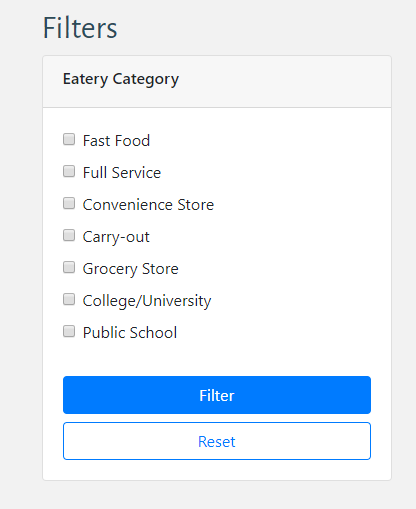 Filters
Eatery Category
Fast Food
Full Service
Convenience Store
Carry-out
Grocery Store
College/University
Public School
Filter
Reset